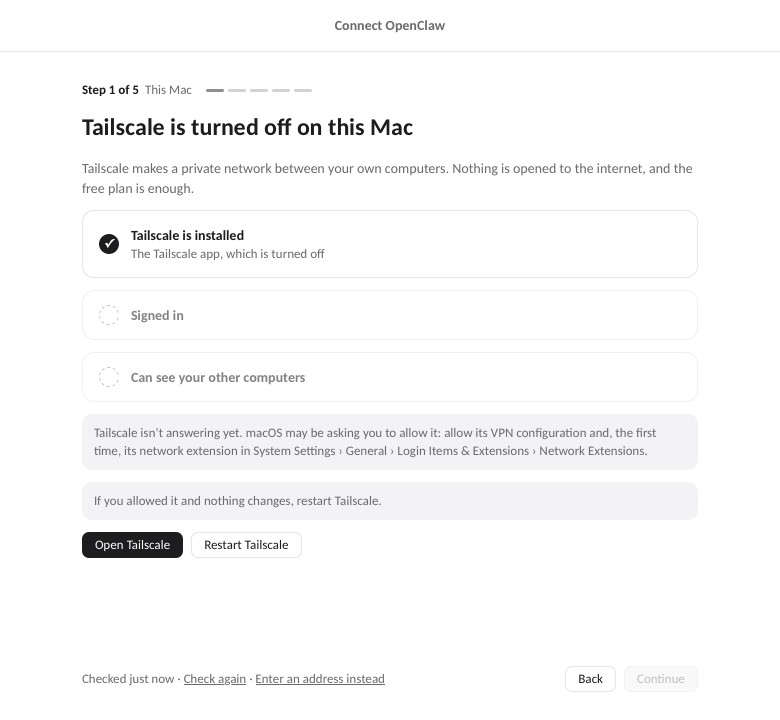 Connect OpenClaw
Step 1 of 5 This Mac
Tailscale is turned off on this Mac
Tailscale makes a private network between your own computers. Nothing is opened to the internet, and the
free plan is enough.
Tailscale is installed
The Tailscale app, which is turned off
Signed in
Can see your other computers
Tailscale isn’t answering yet. macOS may be asking you to allow it: allow its VPN configuration and, the first
time, its network extension in System Settings › General › Login Items & Extensions › Network Extensions.
If you allowed it and nothing changes, restart Tailscale.
Open Tailscale Restart Tailscale
Checked just now · Check again · Enter an address instead Back Continue